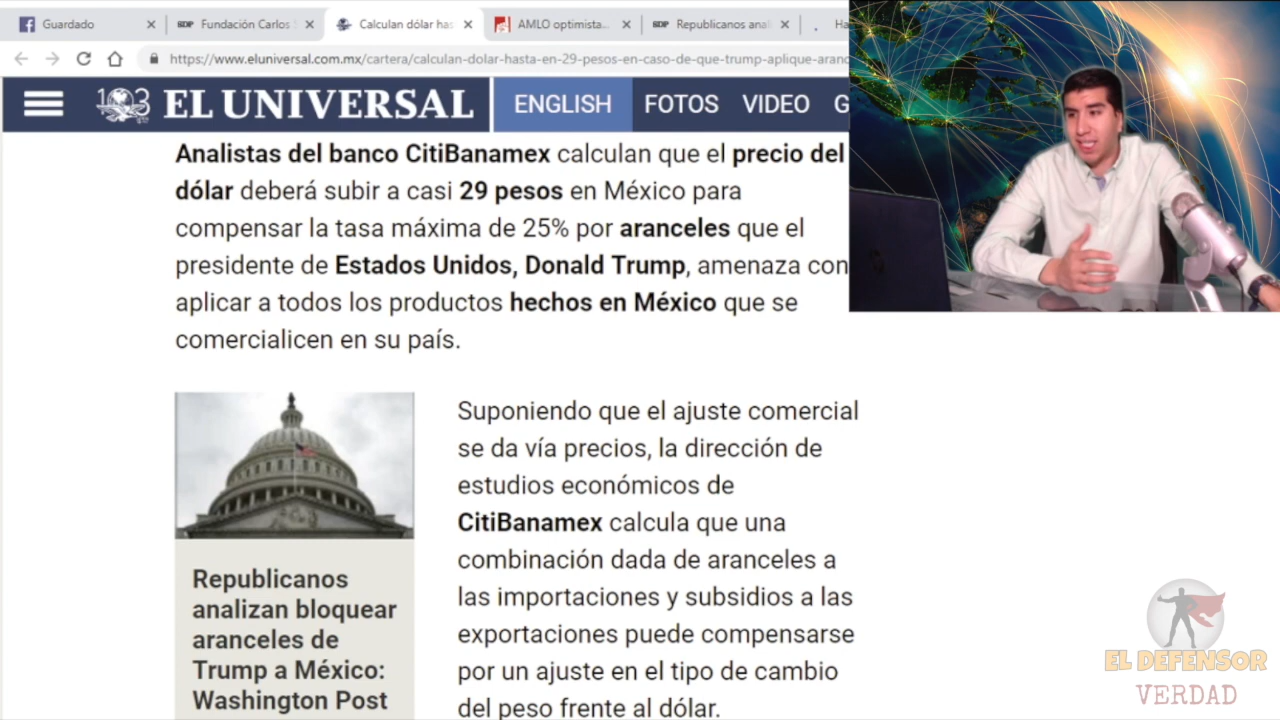 Guardado
Fundación Carlos S
Calculan dólar has
AMLO optimista...
Republicanos anal
Ha
https://www.eluniversal.com.mx/cartera/calculan-dolar-hasta-en-29-pesos-en-caso-de-que-trump-aplique-aranc
103 EL UNIVERSAL
ENGLISH FOTOS VIDEO G
Analistas del banco CitiBanamex calculan que el precio del
dólar deberá subir a casi 29 pesos en México para
compensar la tasa máxima de 25% por aranceles que el
presidente de Estados Unidos, Donald Trump, amenaza con
aplicar a todos los productos hechos en México que se
comercialicen en su país.
Republicanos
analizan bloquear
aranceles de
Trump a México:
Washington Post
Suponiendo que el ajuste comercial
se da vía precios, la dirección de
estudios económicos de
CitiBanamex calcula que una
combinación dada de aranceles a
las importaciones y subsidios a las
exportaciones puede compensarse
por un ajuste en el tipo de cambio
del peso frente al dólar.
EL DEFENSOR
VERDAD